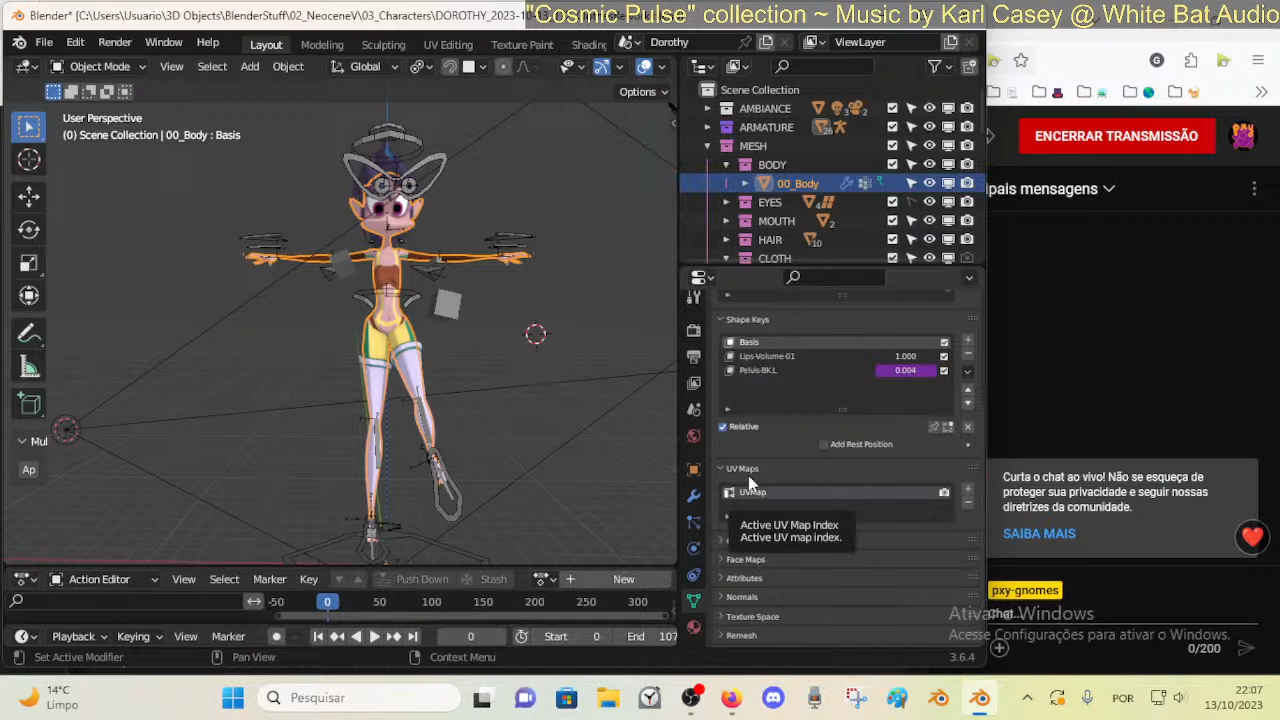 C:\Users\Usuario\3D Objects\BlenderStuff\02_NeoceneV\03_Characters\DOROTHY_2023-10-
"Cosmic Pulse" collection ~ Music by Karl Casey @ White Bat Audio
File Edit Render Window Help Layout Modeling Sculpting UV Editing Texture Paint Shading Dorothy ViewLayer
Object Mode View Select Add Object Global
Options
User Perspective
(0) Scene Collection | 00_Body : Basis
Mul
Ap
Scene Collection
AMBIANCE 3 2
ARMATURE 26
MESH
BODY
00_Body
EYES 4
MOUTH 2
HAIR 10
CLOTH
Shape Keys
Basis
Lips-Volume-01 1.000
Pelvis-BK.L 0.004
Relative
Add Rest Position
UV Maps
UVMap
Active UV Map Index
Active UV map index.
Face Maps
Attributes
Normals
Texture Space
Remesh
Action Editor View Select Marker Key Push Down Stash New
-50 0 50 100 150 200 250 300
Playback Keying View Marker 0 Start 0 End 107
Set Active Modifier Pan View Context Menu 3.6.4
G
ENCERRAR TRANSMISSÃO
ipais mensagens
Curta o chat ao vivo! Não se esqueça de
proteger sua privacidade e seguir nossas
diretrizes da comunidade.
SAIBA MAIS
pxy-gnomes
Chat...
Ativar o Windows
Acesse Configurações para ativar o Windows.
0/200
14°C
Limpo
Pesquisar
POR
22:07
13/10/2023